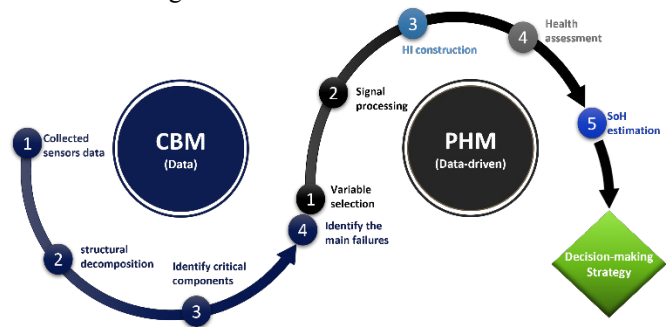 1
Collected
sensors data
2
structural
decomposition
3
Identify critical
components
4
Identify the
main failures
CBM
(Data)
1
Variable
selection
2
Signal
processing
3
HI construction
4
Health
assessment
5
SoH
estimation
PHM
(Data-driven)
Decision-making
Strategy